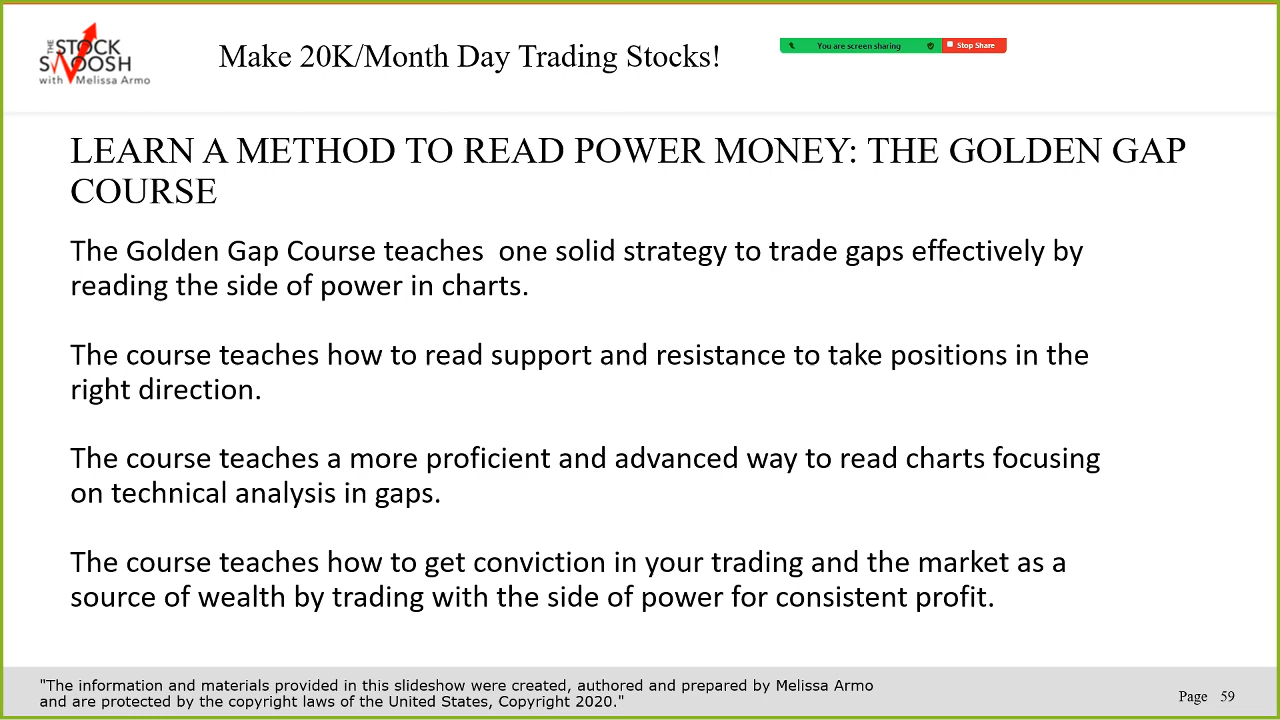 THE
STOCK
SWOOSH
with Melissa Armo
Make 20K/Month Day Trading Stocks!
You are screen sharing
Stop Share
LEARN A METHOD TO READ POWER MONEY: THE GOLDEN GAP
COURSE
The Golden Gap Course teaches  one solid strategy to trade gaps effectively by
reading the side of power in charts.
The course teaches how to read support and resistance to take positions in the
right direction.
The course teaches a more proficient and advanced way to read charts focusing
on technical analysis in gaps.
The course teaches how to get conviction in your trading and the market as a
source of wealth by trading with the side of power for consistent profit.
"The information and materials provided in this slideshow were created, authored and prepared by Melissa Armo
and are protected by the copyright laws of the United States, Copyright 2020."
Page 59